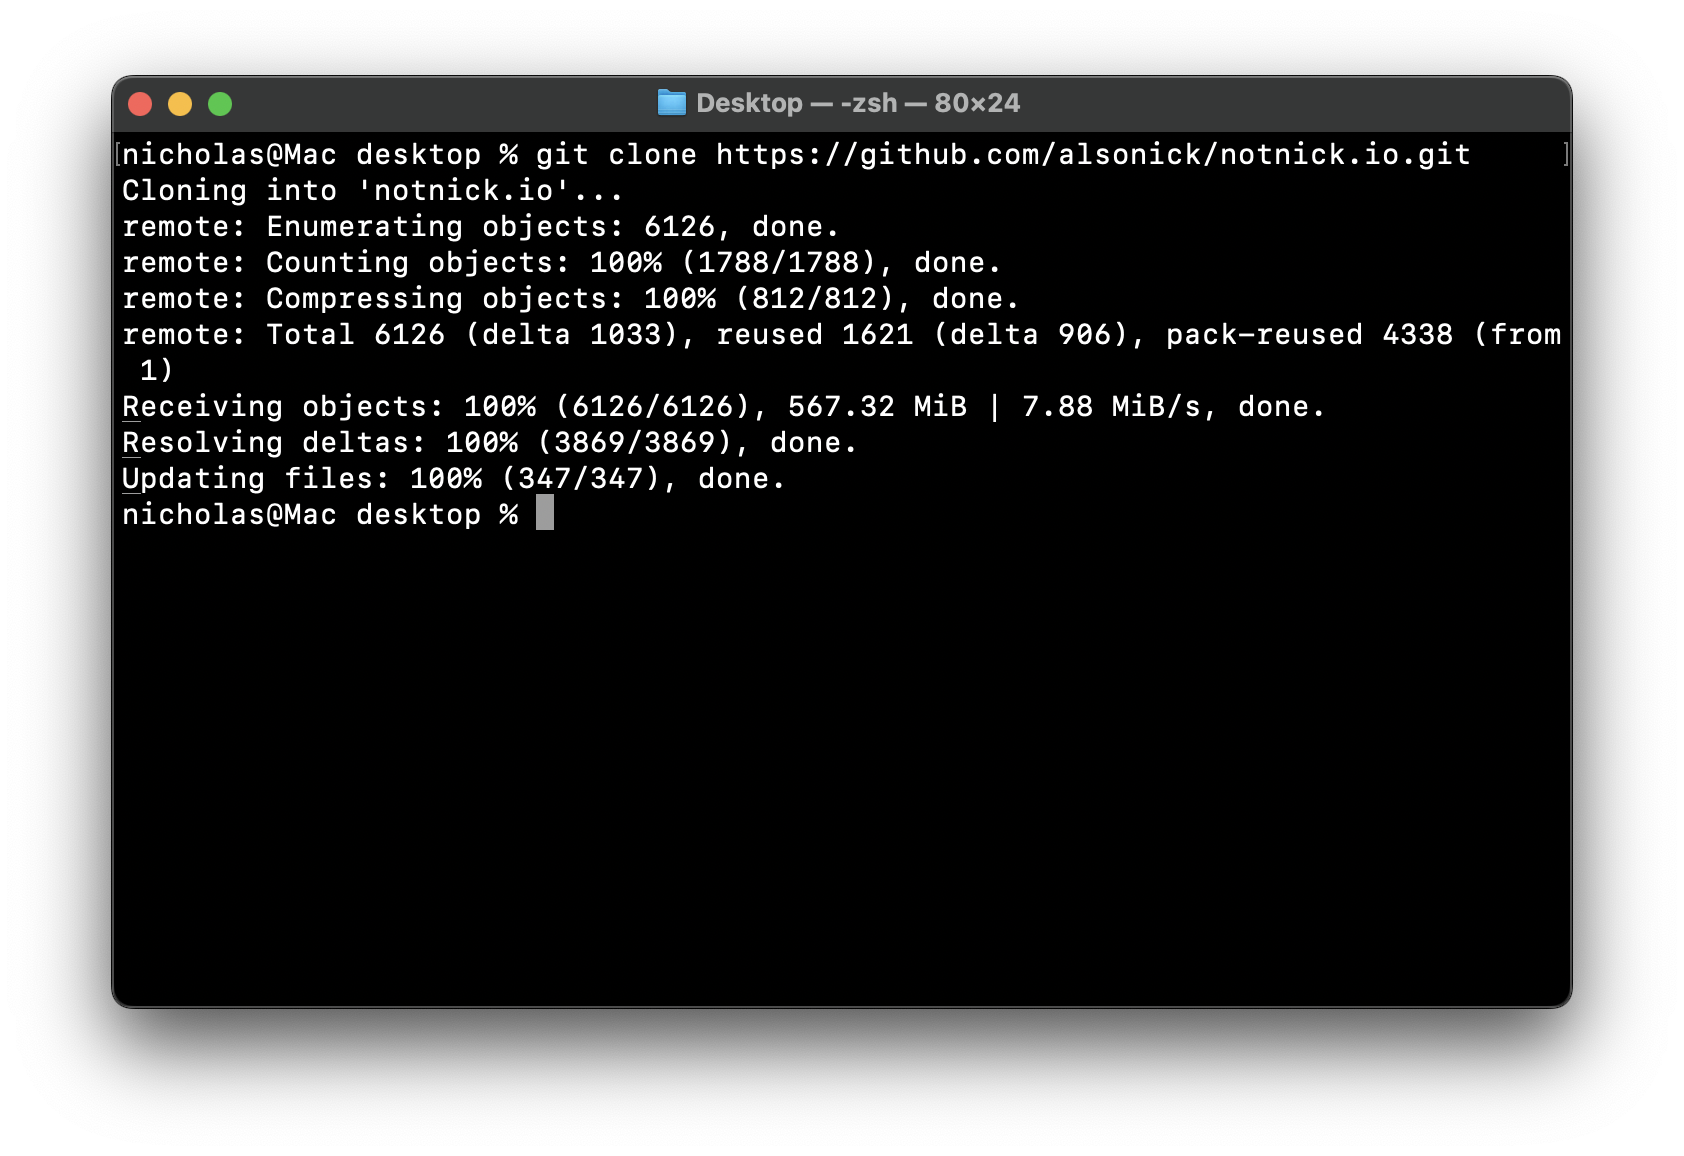 Desktop — -zsh — 80×24
[nicholas@Mac desktop % git clone https://github.com/alsonick/notnick.io.git ]
Cloning into 'notnick.io'...
remote: Enumerating objects: 6126, done.
remote: Counting objects: 100% (1788/1788), done.
remote: Compressing objects: 100% (812/812), done.
remote: Total 6126 (delta 1033), reused 1621 (delta 906), pack-reused 4338 (from
 1)
Receiving objects: 100% (6126/6126), 567.32 MiB | 7.88 MiB/s, done.
Resolving deltas: 100% (3869/3869), done.
Updating files: 100% (347/347), done.
nicholas@Mac desktop %